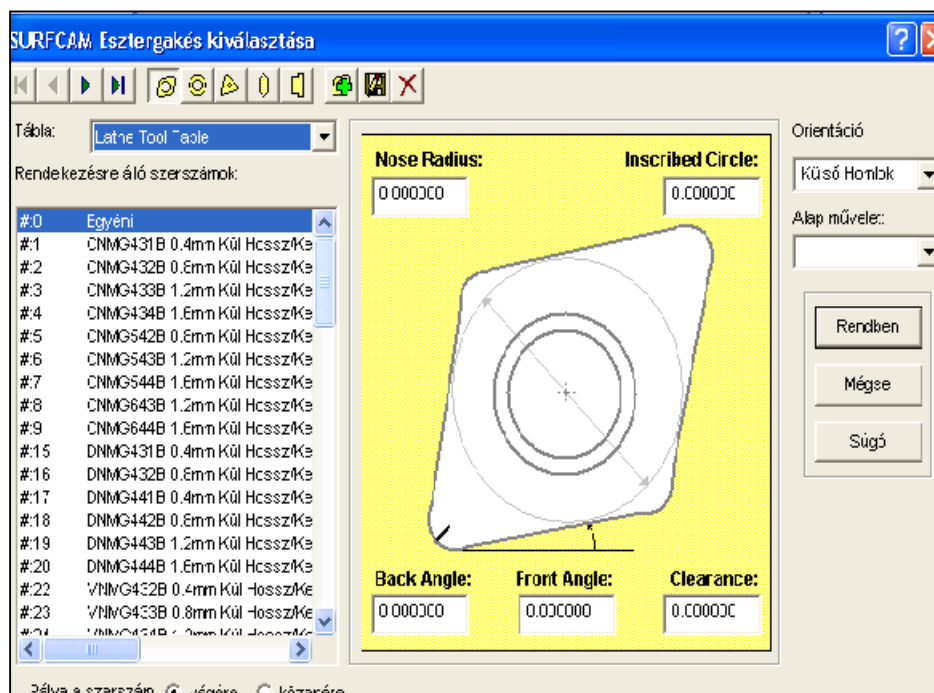 SURFCAM Esztergakés kiválasztása
Tábla:
Lathe Tool Table
Rendekezésre álló szerszámok:
#:0 Egyéni
#:1 CNMG431B 0.4mm Kül Hossz/Ke
#:2 CNMG432B 0.8mm Kül Hossz/Ke
#:3 CNMG433B 1.2mm Kül Hossz/Ke
#:4 CNMG434B 1.6mm Kül Hossz/Ke
#:5 CNMG542B 0.8mm Kül Hossz/Ke
#:6 CNMG543B 1.2mm Kül Hossz/Ke
#:7 CNMG544B 1.6mm Kül Hossz/Ke
#:8 CNMG643B 1.2mm Kül Hossz/Ke
#:9 CNMG644B 1.6mm Kül Hossz/Ke
#:15 DNMG431B 0.4mm Kül Hossz/Ke
#:16 DNMG432B 0.8mm Kül Hossz/Ke
#:17 DNMG441B 0.4mm Kül Hossz/Ke
#:18 DNMG442B 0.8mm Kül Hossz/Ke
#:19 DNMG443B 1.2mm Kül Hossz/Ke
#:20 DNMG444B 1.6mm Kül Hossz/Ke
#:22 VNMG432B 0.4mm Kül Hossz/Ke
#:23 VNMG433B 0.8mm Kül Hossz/Ke
Nose Radius:
0.000000
Inscribed Circle:
0.000000
Back Angle:
0.000000
Front Angle:
0.000000
Clearance:
0.000000
Orientáció
Külső Homlok
Alap művelet:
Rendben
Mégse
Súgó
Pálya a szerszám végére közepére